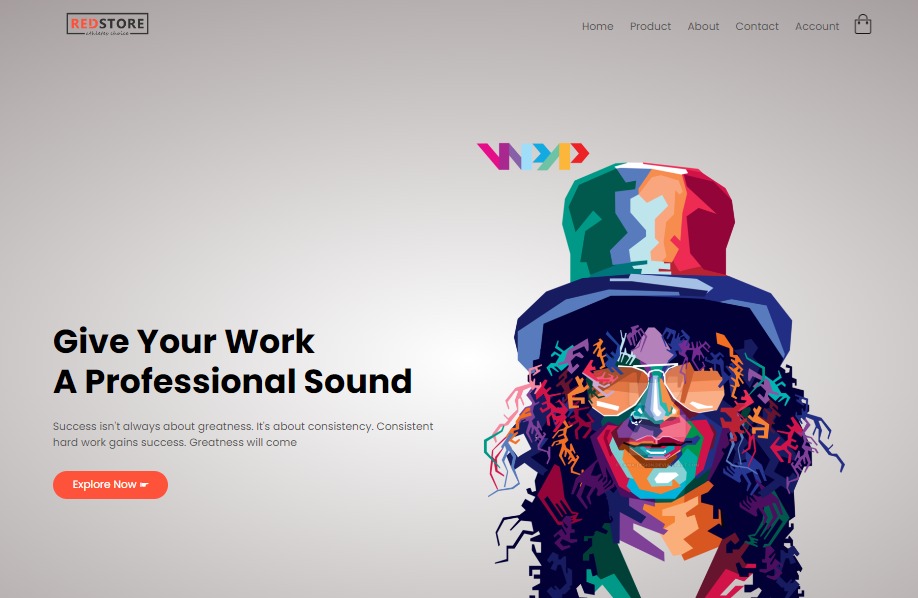 REDSTORE
athletes choice
Home Product About Contact Account
Give Your Work
A Professional Sound
Success isn't always about greatness. It's about consistency. Consistent
hard work gains success. Greatness will come
Explore Now ☛